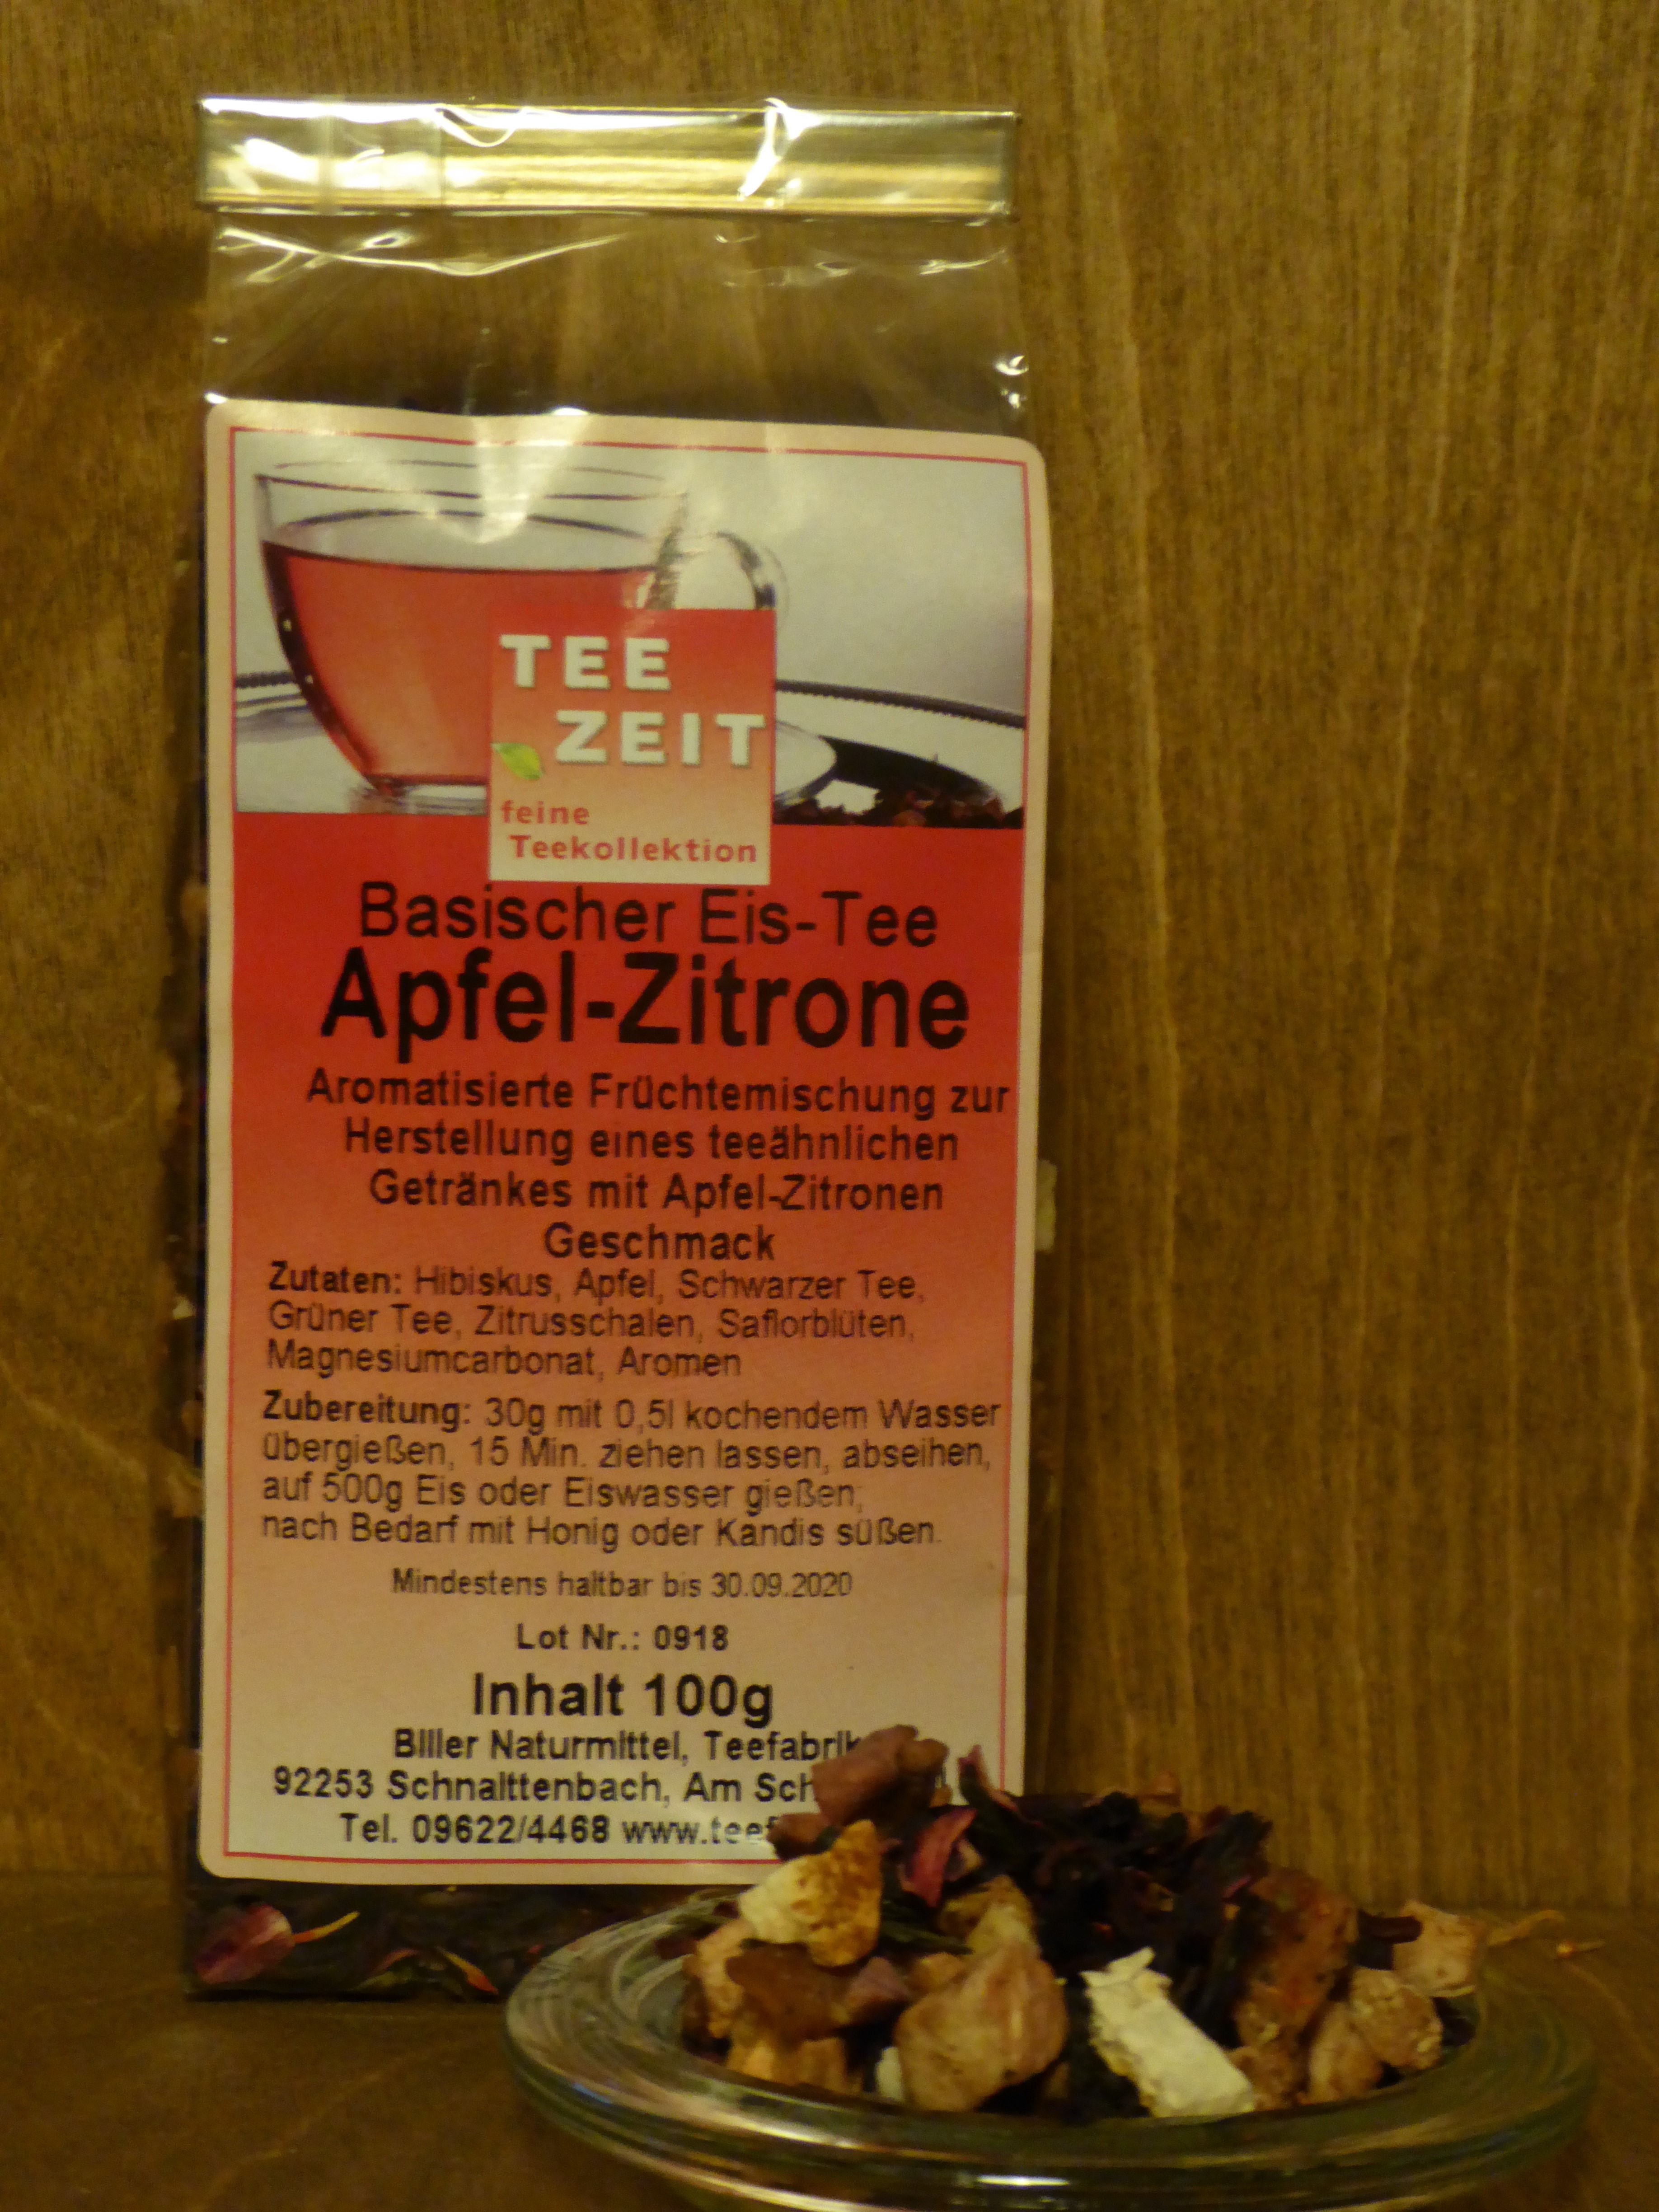 TEE
ZEIT
feine
Teekollektion
Basischer Eis-Tee
Apfel-Zitrone
Aromatisierte Früchtemischung zur
Herstellung eines teeähnlichen
Getränkes mit Apfel-Zitronen
Geschmack
Zutaten: Hibiskus, Apfel, Schwarzer Tee,
Grüner Tee, Zitrusschalen, Saflorblüten,
Magnesiumcarbonat, Aromen
Zubereitung: 30g mit 0,5l kochendem Wasser
übergießen, 15 Min. ziehen lassen, abseihen,
auf 500g Eis oder Eiswasser gießen;
nach Bedarf mit Honig oder Kandis süßen.
Mindestens haltbar bis 30.09.2020
Lot Nr.: 0918
Inhalt 100g
Biller Naturmittel, Teefabrik
92253 Schnaittenbach, Am
Tel. 09622/4468